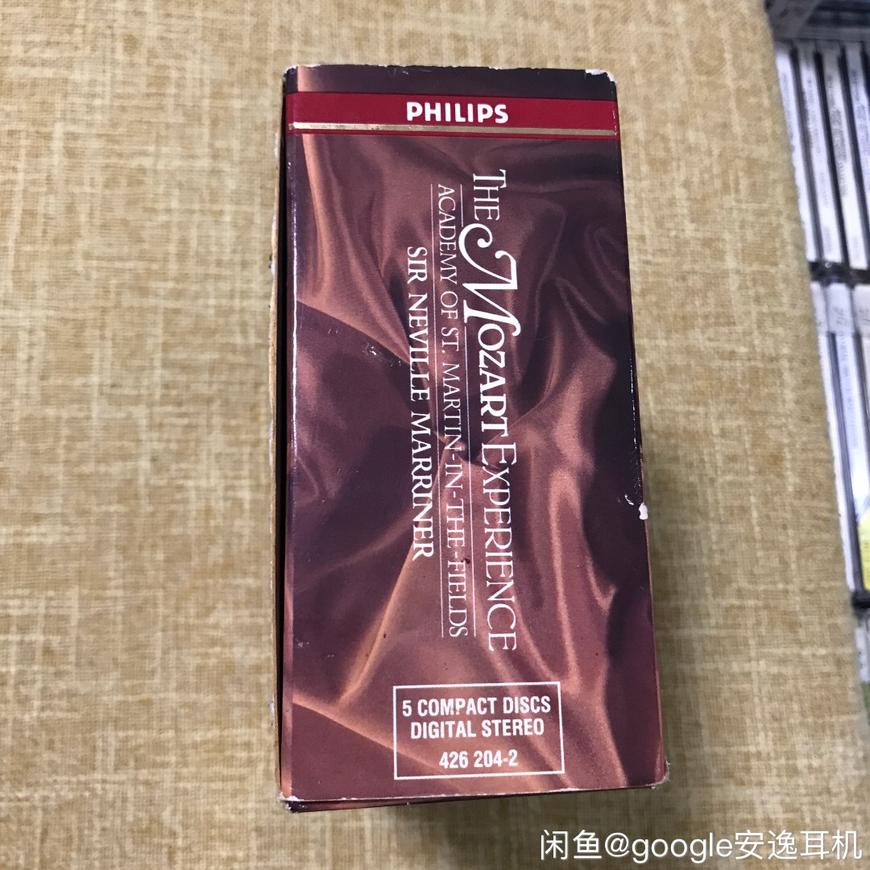 PHILIPS
THE MOZART EXPERIENCE
ACADEMY OF ST. MARTIN-IN-THE-FIELDS
SIR NEVILLE MARRINER
5 COMPACT DISCS
DIGITAL STEREO
426 204-2
闲鱼@google安逸耳机